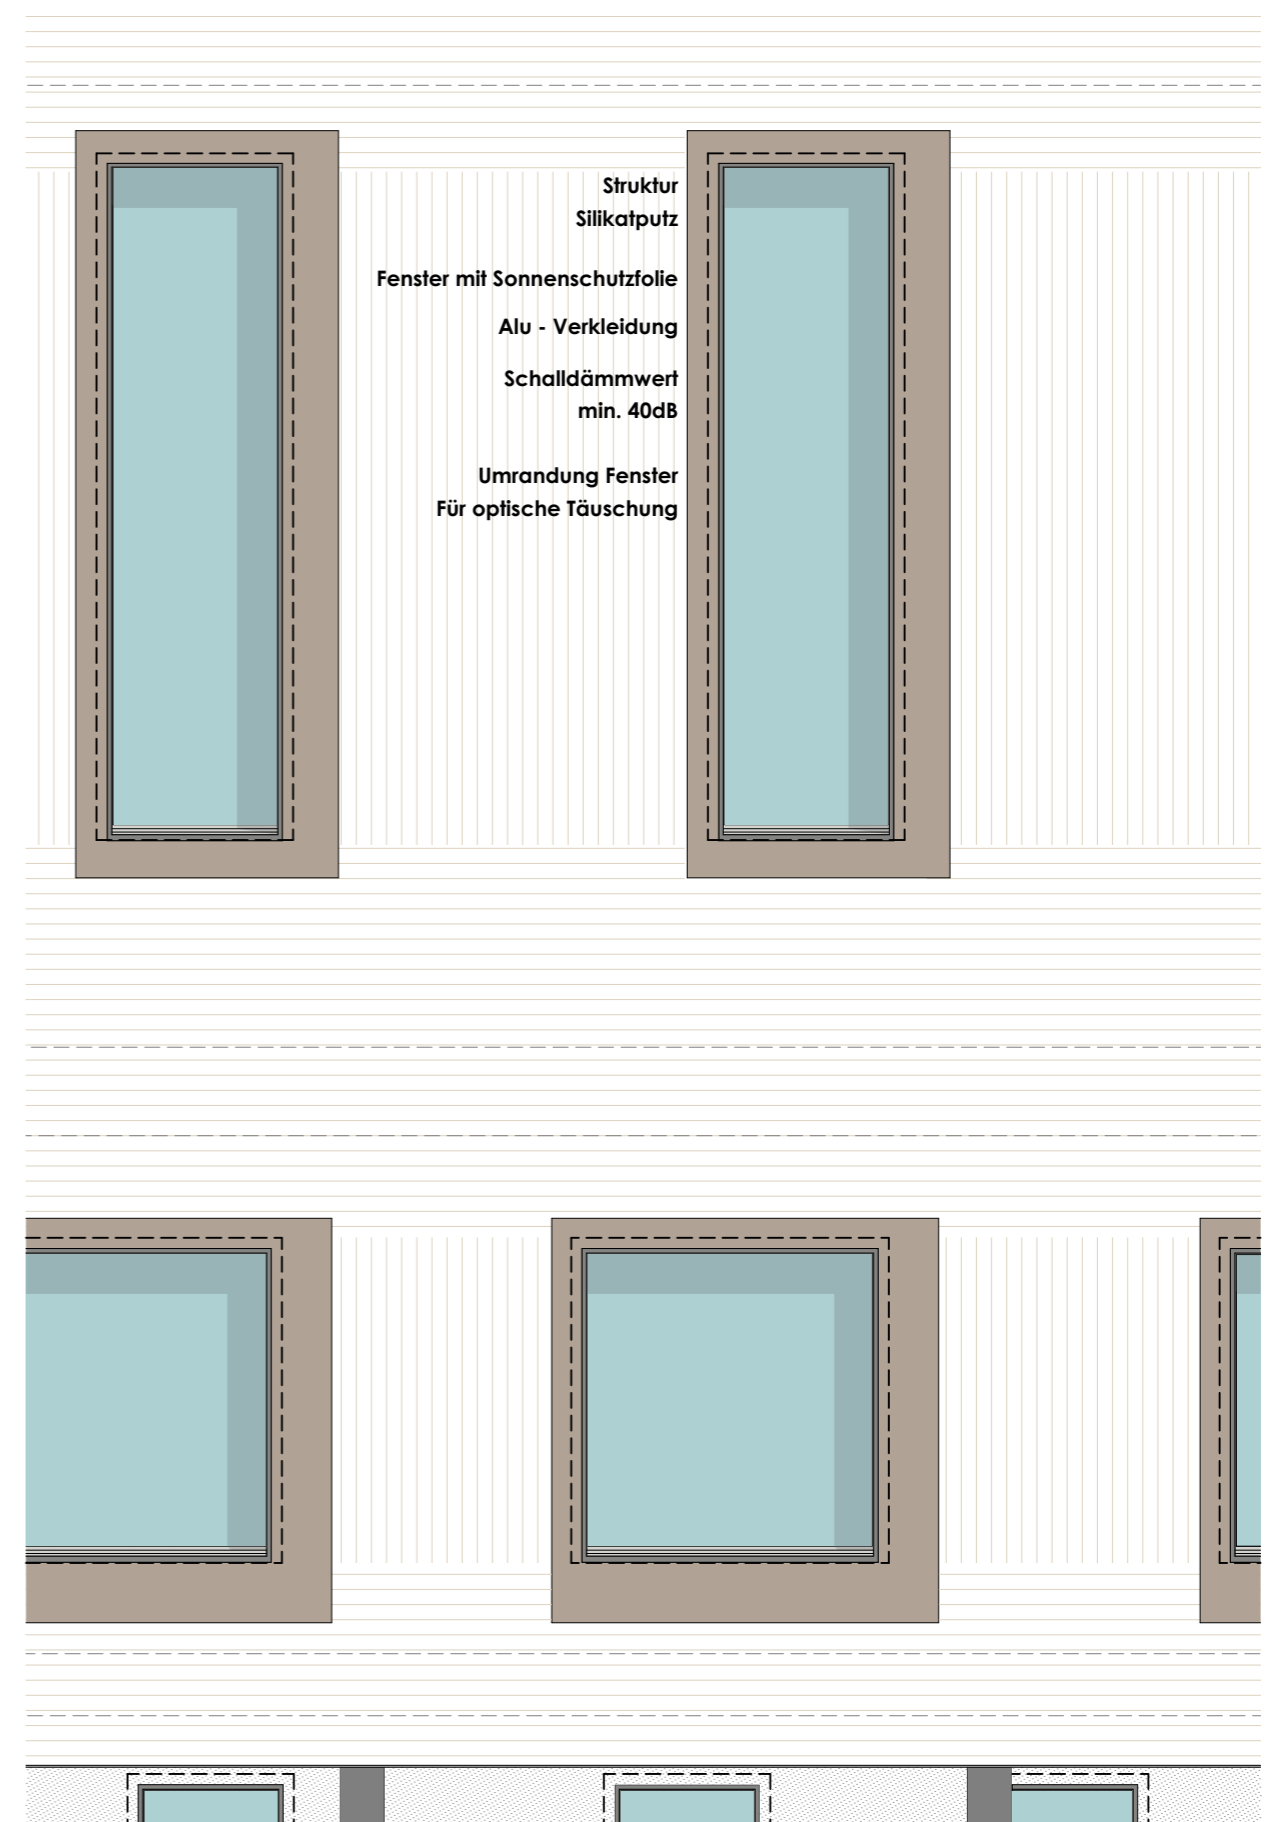 Struktur
Silikatputz
Fenster mit Sonnenschutzfolie
Alu - Verkleidung
Schalldämmwert
min. 40dB
Umrandung Fenster
Für optische Täuschung